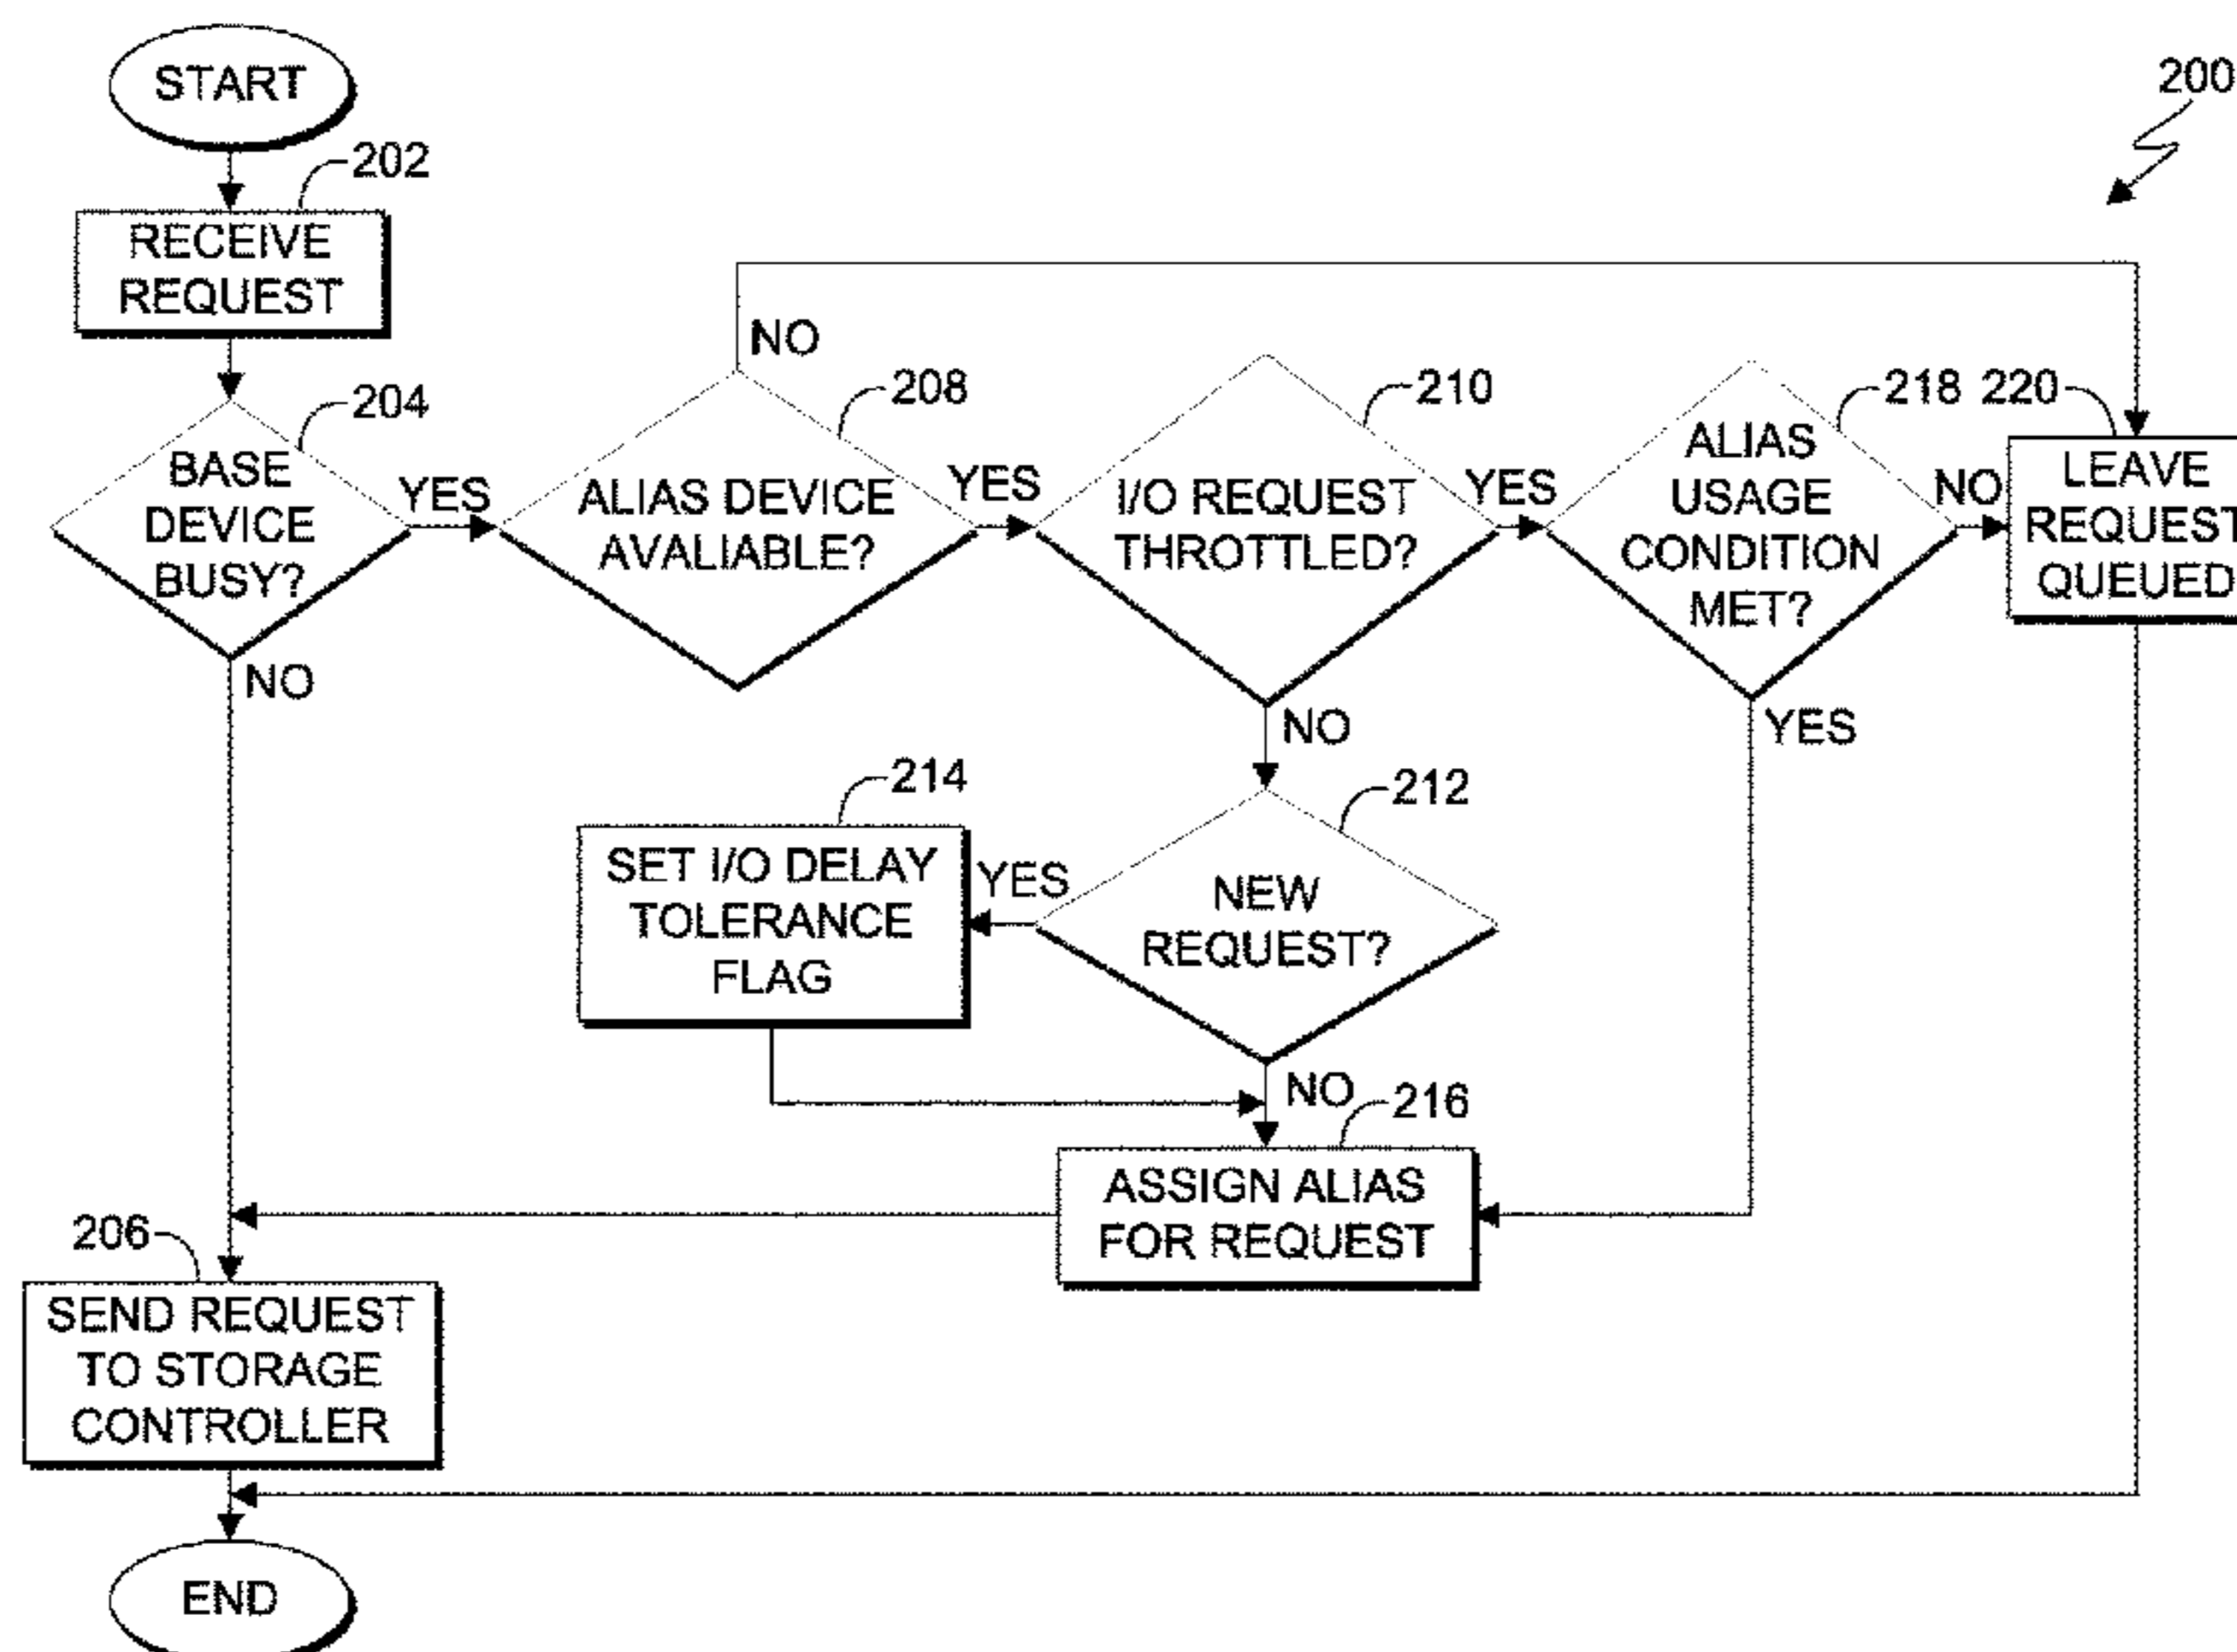 START
200
202
RECEIVE
REQUEST
NO
204
208
210
218
220
BASE
DEVICE
BUSY?
YES
ALIAS DEVICE
AVALIABLE?
YES
I/O REQUEST
THROTTLED?
YES
ALIAS
USAGE
CONDITION
MET?
NO
LEAVE
REQUEST
QUEUED
NO
NO
YES
214
212
SET I/O DELAY
TOLERANCE
FLAG
YES
NEW
REQUEST?
NO
216
ASSIGN ALIAS
FOR REQUEST
206
SEND REQUEST
TO STORAGE
CONTROLLER
END